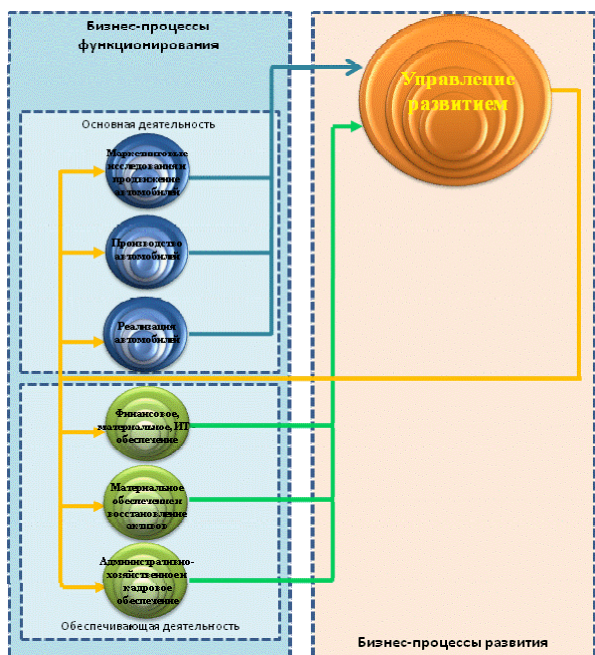 Бизнес-процессы
функционирования
Основная деятельность
Маркетинговые
исследования и
продвижение
автомобилей
Производство
автомобилей
Реализация
автомобилей
Финансовое,
материальное, ИТ
обеспечение
Материальное
обеспечение и
восстановление
активов
Административно-
хозяйственное и
кадровое
обеспечение
Обеспечивающая деятельность
Управление
развитием
Бизнес-процессы развития